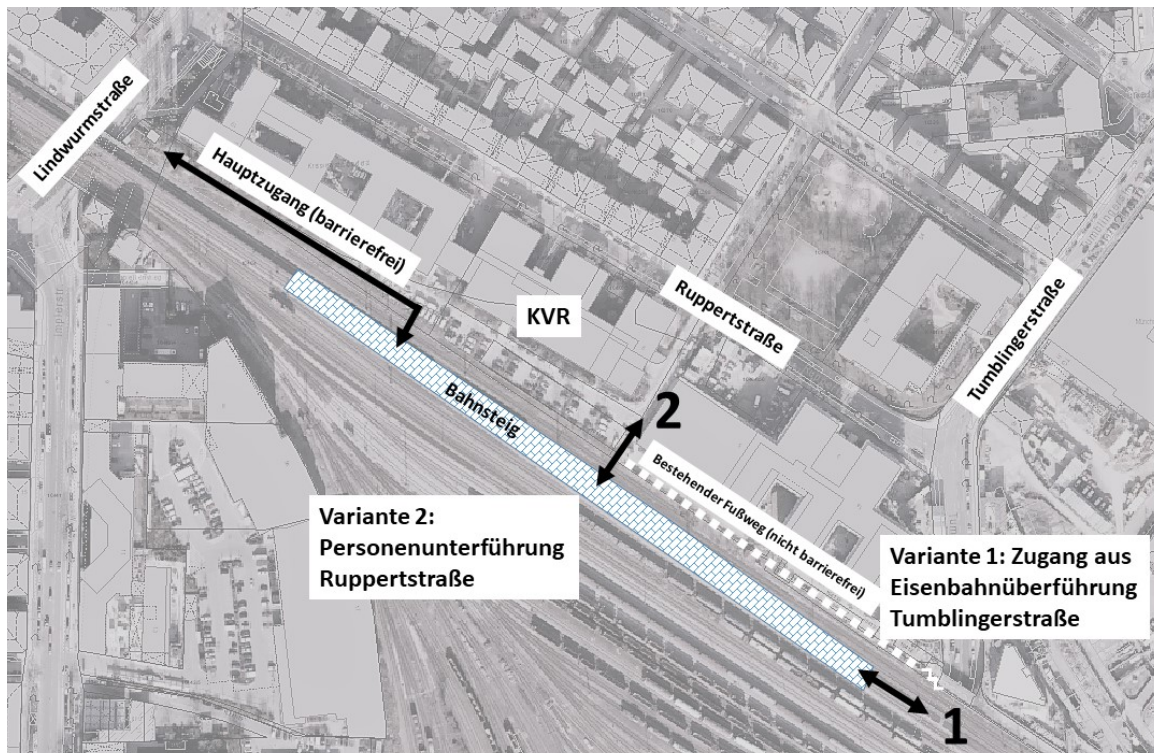 Lindwurmstraße
Hauptzugang (barrierefrei)
KVR
Ruppertstraße
Tumblingerstraße
Bahnsteig
2
Bestehender Fußweg (nicht barrierefrei)
Variante 2:
Personenunterführung
Ruppertstraße
Variante 1: Zugang aus
Eisenbahnüberführung
Tumblingerstraße
1